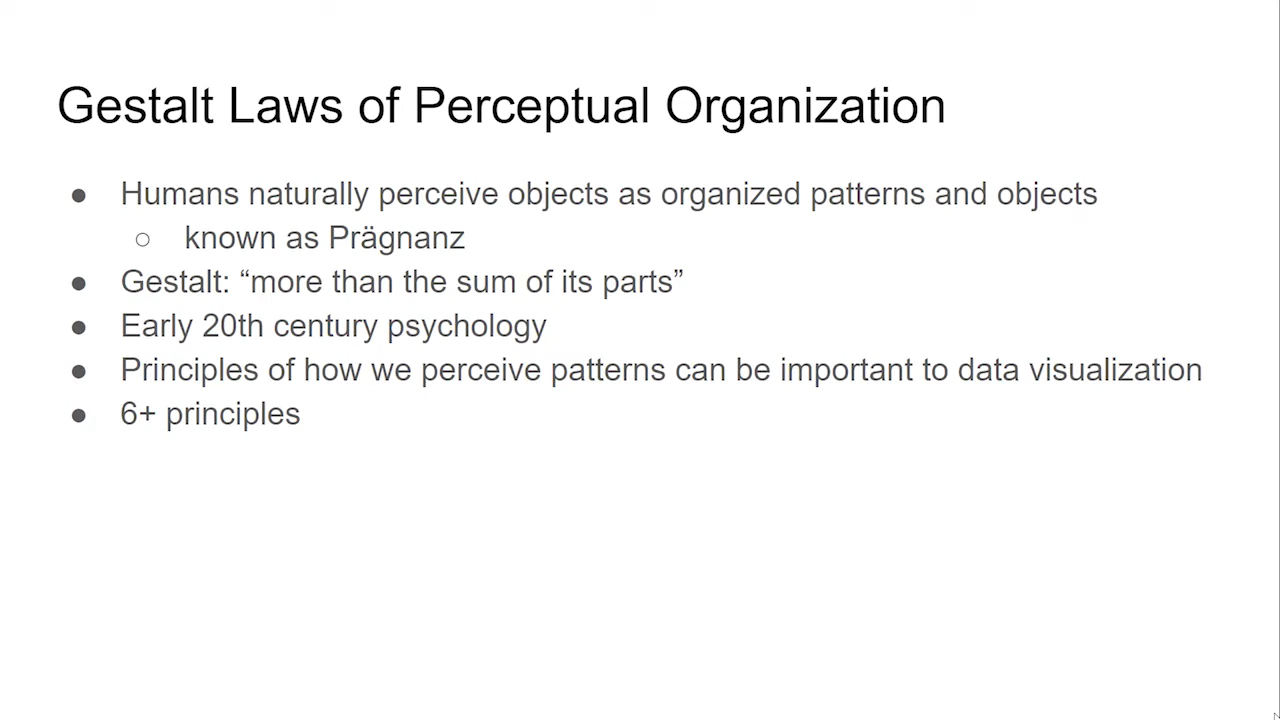 Gestalt Laws of Perceptual Organization
● Humans naturally perceive objects as organized patterns and objects
○ known as Prägnanz
● Gestalt: “more than the sum of its parts”
● Early 20th century psychology
● Principles of how we perceive patterns can be important to data visualization
● 6+ principles